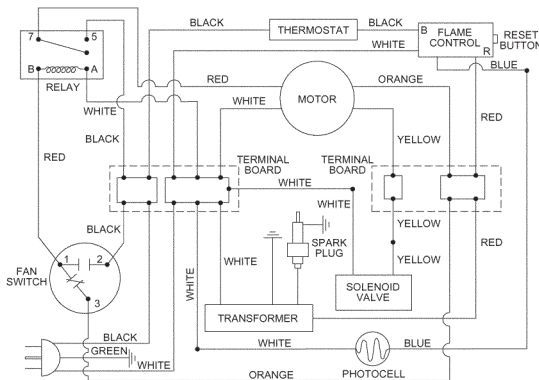 BLACK
THERMOSTAT
BLACK
B
FLAME
CONTROL
R
RESET
BUTTON
7
5
WHITE
B
A
RELAY
RED
MOTOR
ORANGE
BLUE
WHITE
WHITE
BLACK
YELLOW
RED
RED
TERMINAL
BOARD
TERMINAL
BOARD
WHITE
WHITE
BLACK
YELLOW
RED
SPARK
PLUG
YELLOW
1
2
FAN
SWITCH
3
WHITE
WHITE
SOLENOID
VALVE
TRANSFORMER
BLACK
GREEN
WHITE
WHITE
BLUE
PHOTOCELL
ORANGE